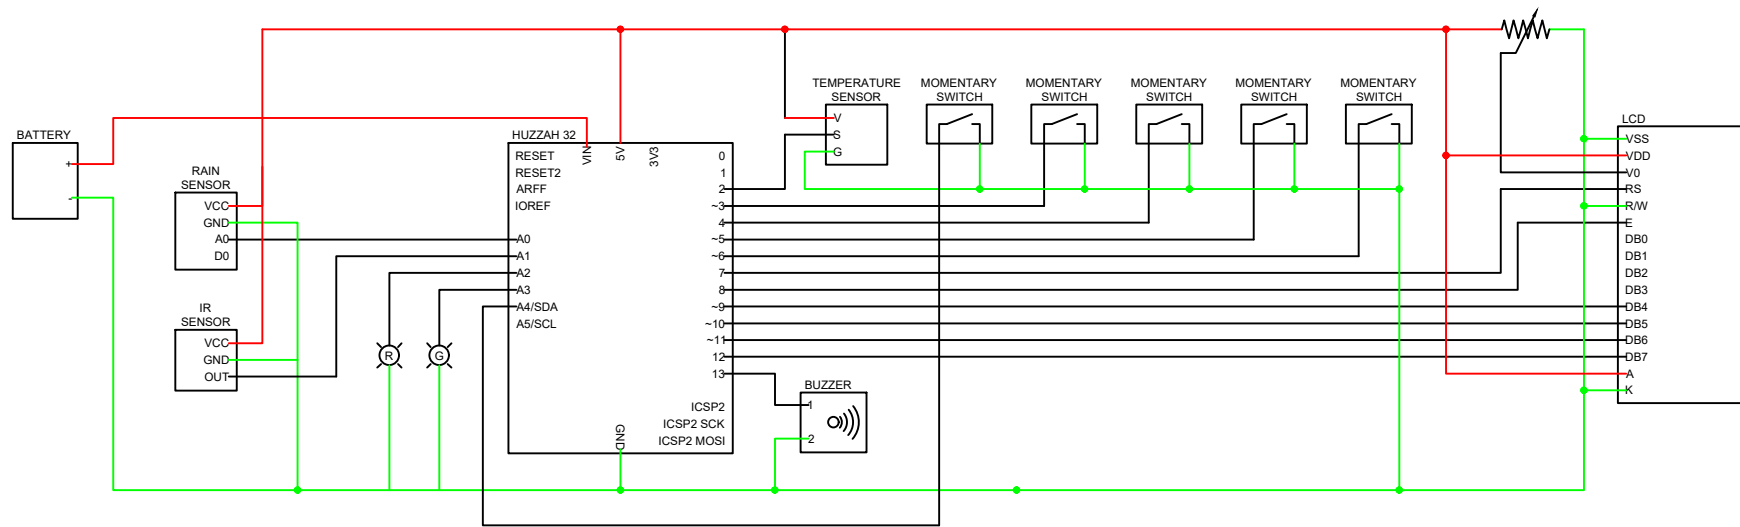 TEMPERATURE
SENSOR
MOMENTARY
SWITCH
MOMENTARY
SWITCH
MOMENTARY
SWITCH
MOMENTARY
SWITCH
MOMENTARY
SWITCH
BATTERY
+
-
RAIN
SENSOR
VCC
GND
A0
D0
IR
SENSOR
VCC
GND
OUT
R
G
HUZZAH 32
VIN
5V
3V3
RESET
RESET2
ARFF
IOREF
A0
A1
A2
A3
A4/SDA
A5/SCL
0
1
2
~3
4
~5
~6
7
8
~9
~10
~11
12
13
ICSP2
ICSP2 SCK
ICSP2 MOSI
GND
V
S
G
BUZZER
1
2
LCD
VSS
VDD
V0
RS
R/W
E
DB0
DB1
DB2
DB3
DB4
DB5
DB6
DB7
A
K